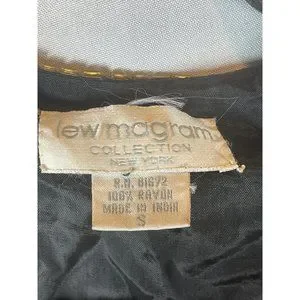 lew magram
COLLECTION
NEW YORK
R.N. 81672
100% RAYON
MADE IN INDIA
S